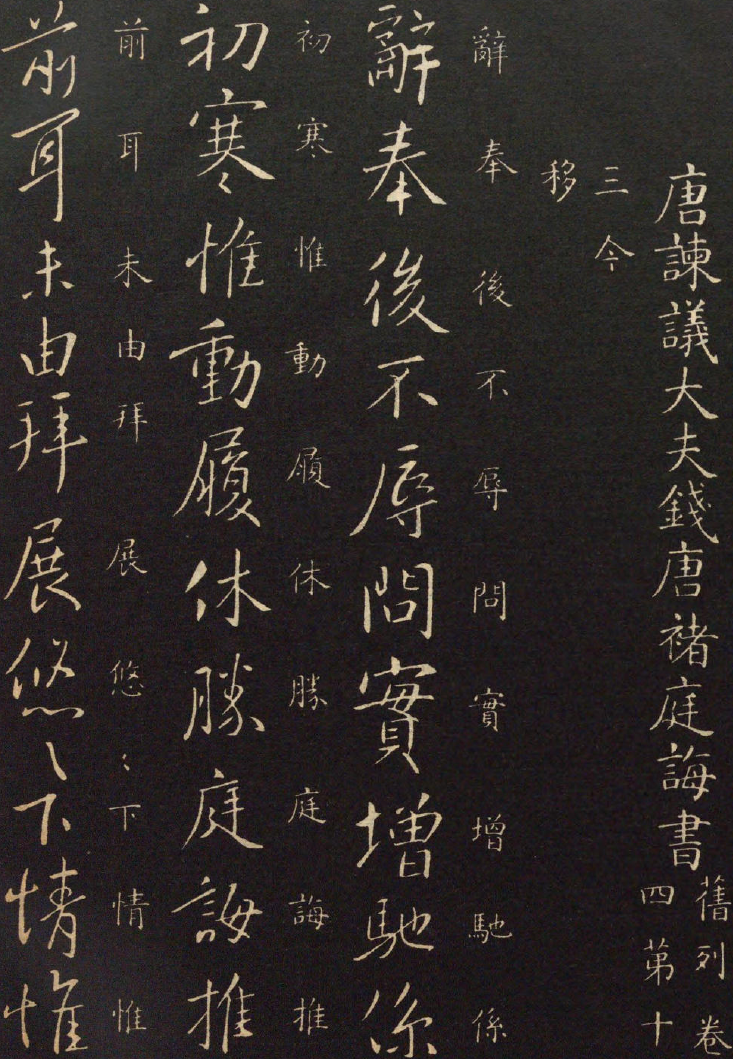 唐諫議大夫錢唐褚庭誨書
舊列卷
四第十
三今
移
辭奉後不辱問實增馳係
辭奉後不辱問實增馳係
初寒惟動履休勝庭誨推
初寒惟動履休勝庭誨推
前耳未由拜展悠〻下情惟
前耳未由拜展悠〻下情惟